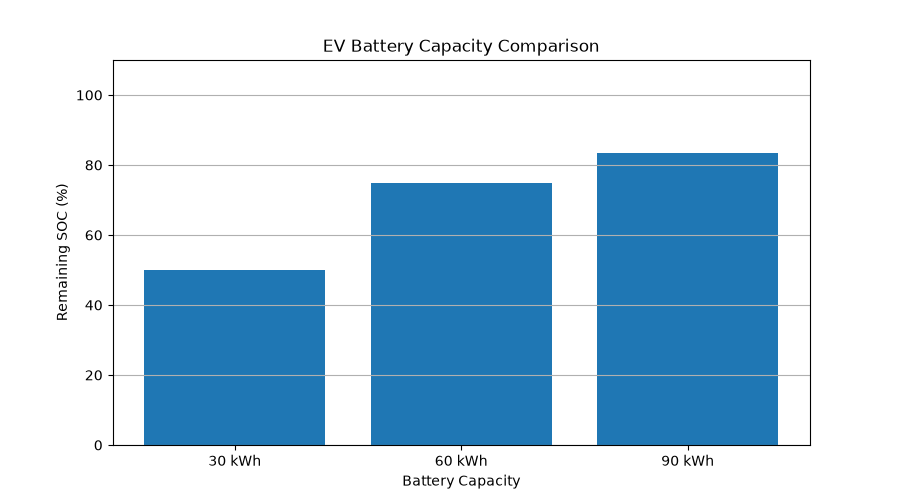 EV Battery Capacity Comparison
Remaining SOC (%)
100
80
60
40
20
0
30 kWh
60 kWh
90 kWh
Battery Capacity